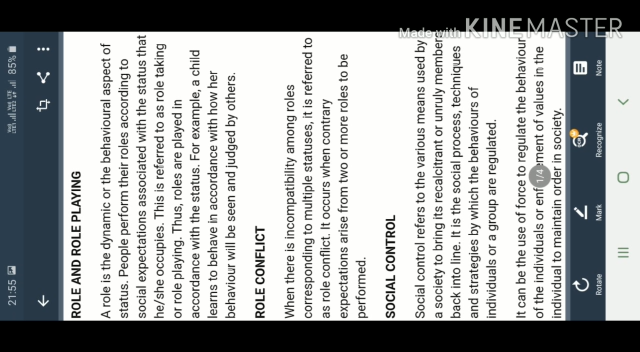 Made with KINEMASTER
21:55
85%
ROLE AND ROLE PLAYING
A role is the dynamic or the behavioural aspect of
status. People perform their roles according to
social expectations associated with the status that
he/she occupies. This is referred to as role taking
or role playing. Thus, roles are played in
accordance with the status. For example, a child
learns to behave in accordance with how her
behaviour will be seen and judged by others.
ROLE CONFLICT
When there is incompatibility among roles
corresponding to multiple statuses, it is referred to
as role conflict. It occurs when contrary
expectations arise from two or more roles to be
performed.
SOCIAL CONTROL
Social control refers to the various means used by
a society to bring its recalcitrant or unruly members
back into line. It is the social process, techniques
and strategies by which the behaviours of
individuals or a group are regulated.
It can be the use of force to regulate the behaviour
of the individuals or ement of values in the
individual to maintain order in society.
1/4
Rotate
Mark
Recognize
Note